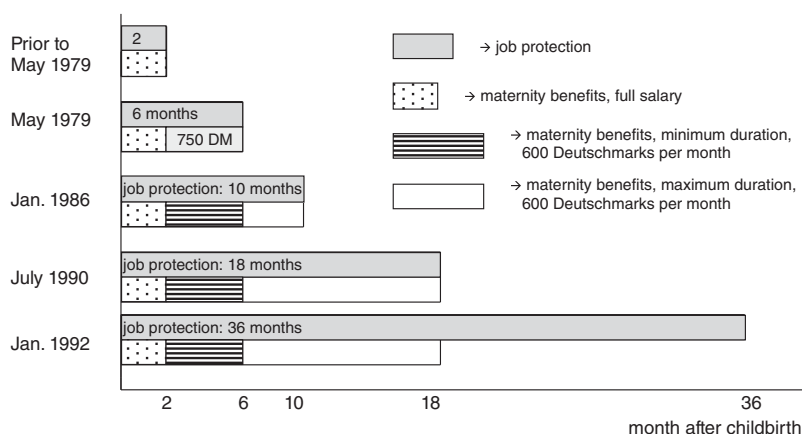 Prior to
May 1979
2
→ job protection
→ maternity benefits, full salary
May 1979
6 months
750 DM
→ maternity benefits, minimum duration,
600 Deutschmarks per month
→ maternity benefits, maximum duration,
600 Deutschmarks per month
Jan. 1986
job protection: 10 months
July 1990
job protection: 18 months
Jan. 1992
job protection: 36 months
2 6 10 18 36
month after childbirth